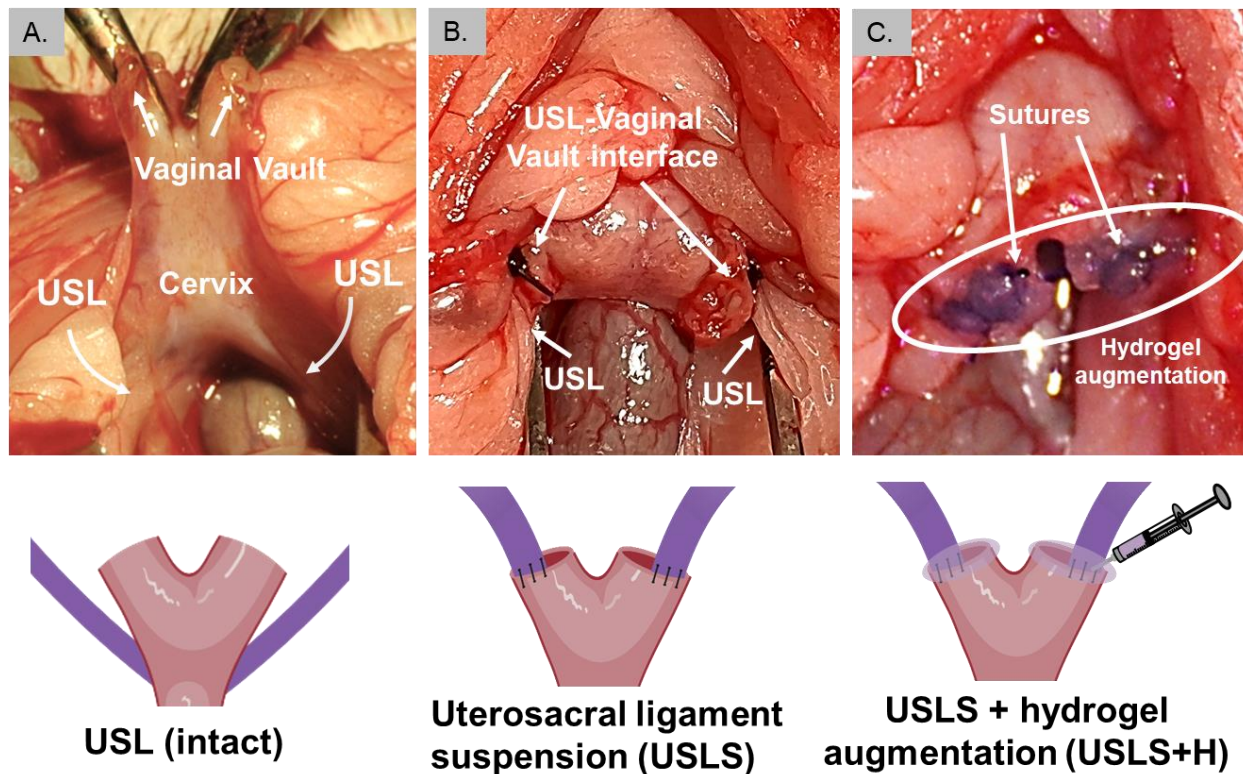 A.
Vaginal Vault
USL
Cervix
USL
B.
USL-Vaginal
Vault interface
USL
USL
C.
Sutures
Hydrogel
augmentation
USL (intact)
Uterosacral ligament
suspension (USLS)
USLS + hydrogel
augmentation (USLS+H)